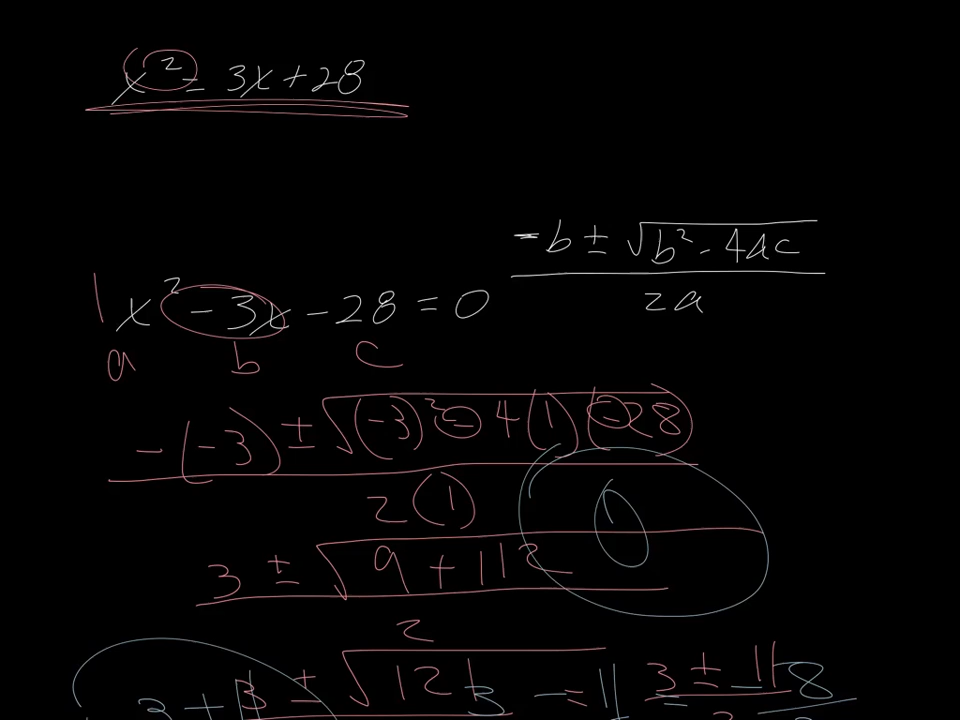 x² = 3x + 28
-b ± √b² - 4ac
2a
1x² - 3x - 28 = 0
a b c
-(-3) ± √(-3)² - 4(1)(-28)
2(1)
3 ± √9 + 112
2